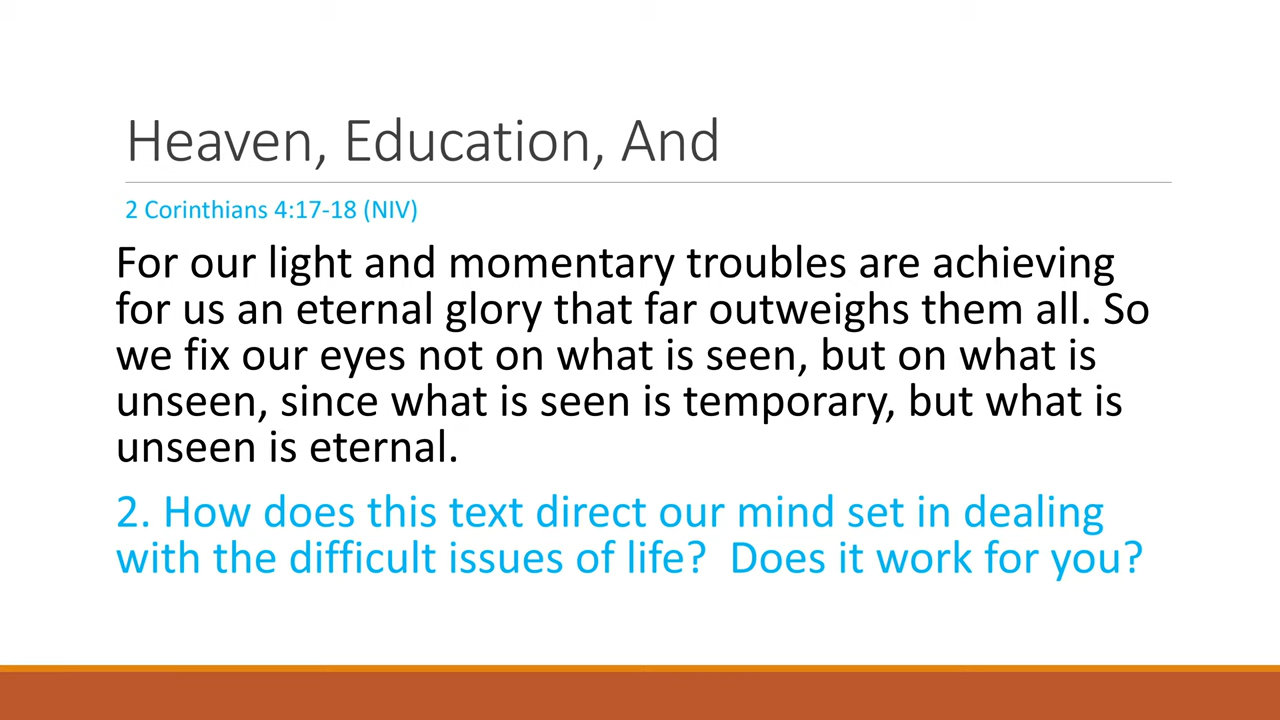 Heaven, Education, And
2 Corinthians 4:17-18 (NIV)
For our light and momentary troubles are achieving
for us an eternal glory that far outweighs them all. So
we fix our eyes not on what is seen, but on what is
unseen, since what is seen is temporary, but what is
unseen is eternal.
2. How does this text direct our mind set in dealing
with the difficult issues of life?  Does it work for you?